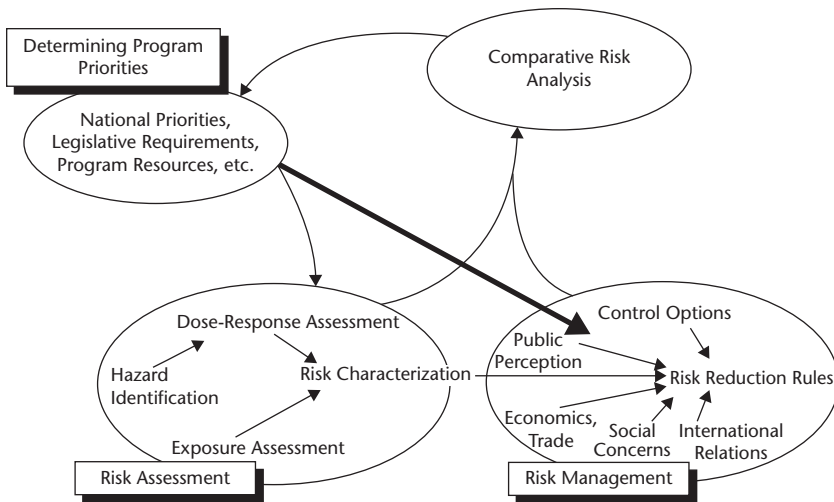 Determining Program
Priorities
National Priorities,
Legislative Requirements,
Program Resources, etc.
Comparative Risk
Analysis
Dose-Response Assessment
Hazard
Identification
Risk Characterization
Exposure Assessment
Risk Assessment
Control Options
Public
Perception
Risk Reduction Rules
Economics,
Trade
Social
Concerns
International
Relations
Risk Management